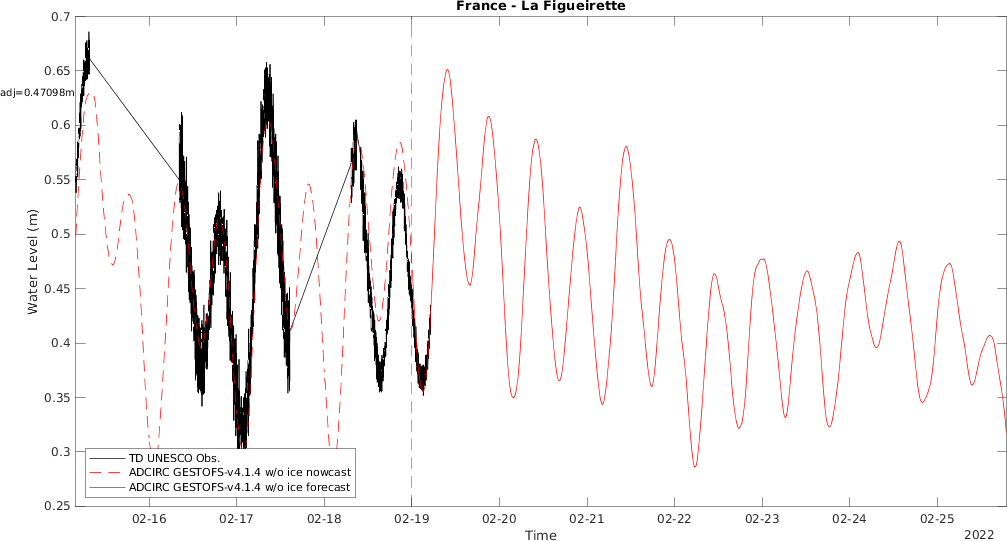 France - La Figueirette
0.7
0.65
adj=0.47098m
0.6
0.55
0.5
0.45
0.4
0.35
0.3
0.25
Water Level (m)
TD UNESCO Obs.
ADCIRC GESTOFS-v4.1.4 w/o ice nowcast
ADCIRC GESTOFS-v4.1.4 w/o ice forecast
02-16 02-17 02-18 02-19 02-20 02-21 02-22 02-23 02-24 02-25
Time
2022